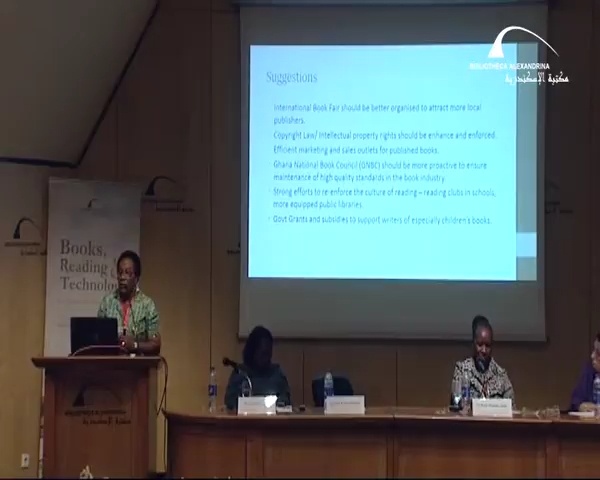 BIBLIOTHECA ALEXANDRINA
مكتبة الإسكندرية
Suggestions
International Book Fair should be better organised to attract more local
publishers.
Copyright Law/ Intellectual property rights should be enhance and enforced.
Efficient marketing and sales outlets for published books.
Ghana National Book Council (GNBC) should be more proactive to ensure
maintenance of high quality standards in the book industry.
Strong efforts to re-enforce the culture of reading – reading clubs in schools,
more equipped public libraries.
Govt Grants and subsidies to support writers of especially children's books.
Books,
Reading &
Technolo